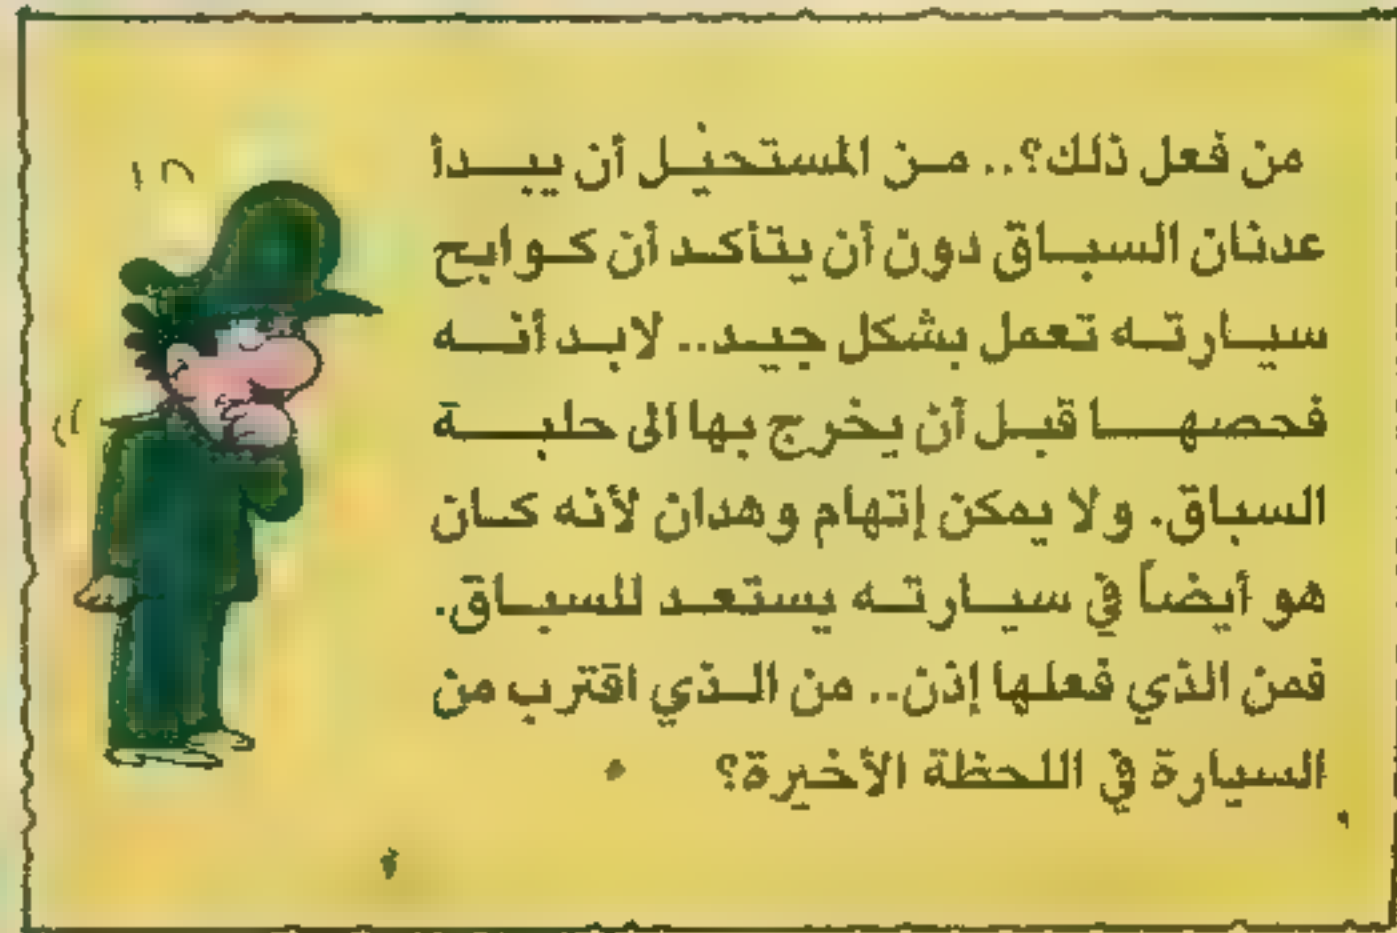 من فعل ذلك؟.. من المستحيل أن يبدأ
عدنان السباق دون أن يتأكد أن كوابح
سيارته تعمل بشكل جيد.. لابد أنه
فحصها قبل أن يخرج بها الى حلبة
السباق. ولا يمكن إتهام وهدان لأنه كان
هو أيضاً في سيارته يستعد للسباق.
فمن الذي فعلها إذن.. من الذي اقترب من
السيارة في اللحظة الأخيرة؟